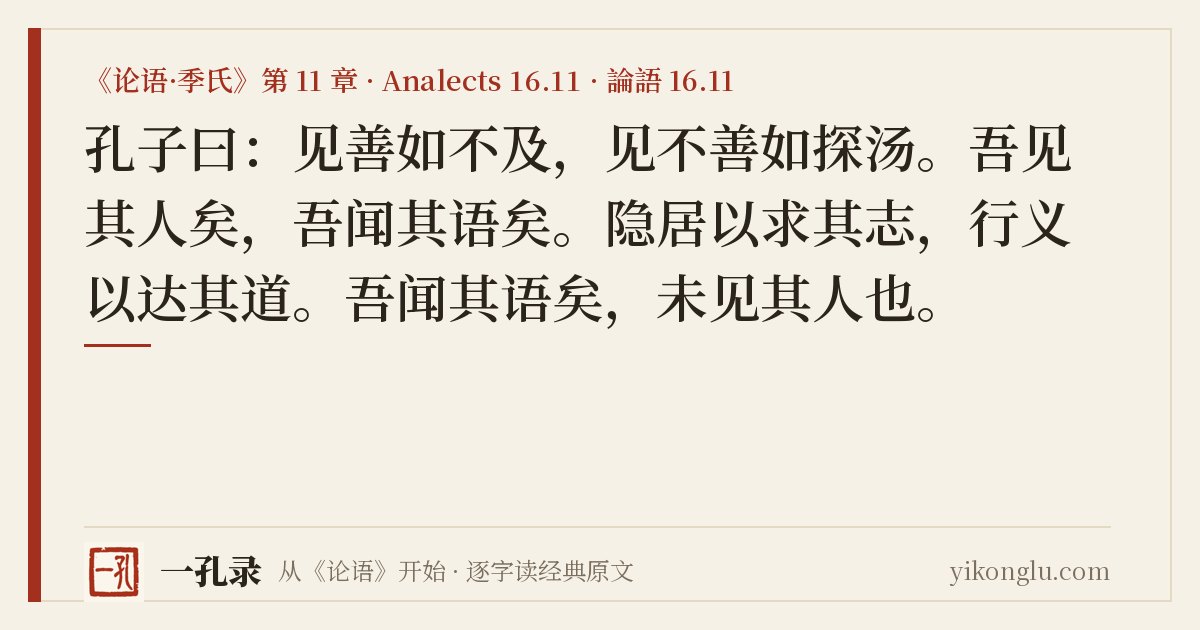 《论语·季氏》第 11 章 · Analects 16.11 · 論語 16.11
孔子曰：见善如不及，见不善如探汤。吾见
其人矣，吾闻其语矣。隐居以求其志，行义
以达其道。吾闻其语矣，未见其人也。
一孔
一孔录
从《论语》开始 · 逐字读经典原文
yikonglu.com